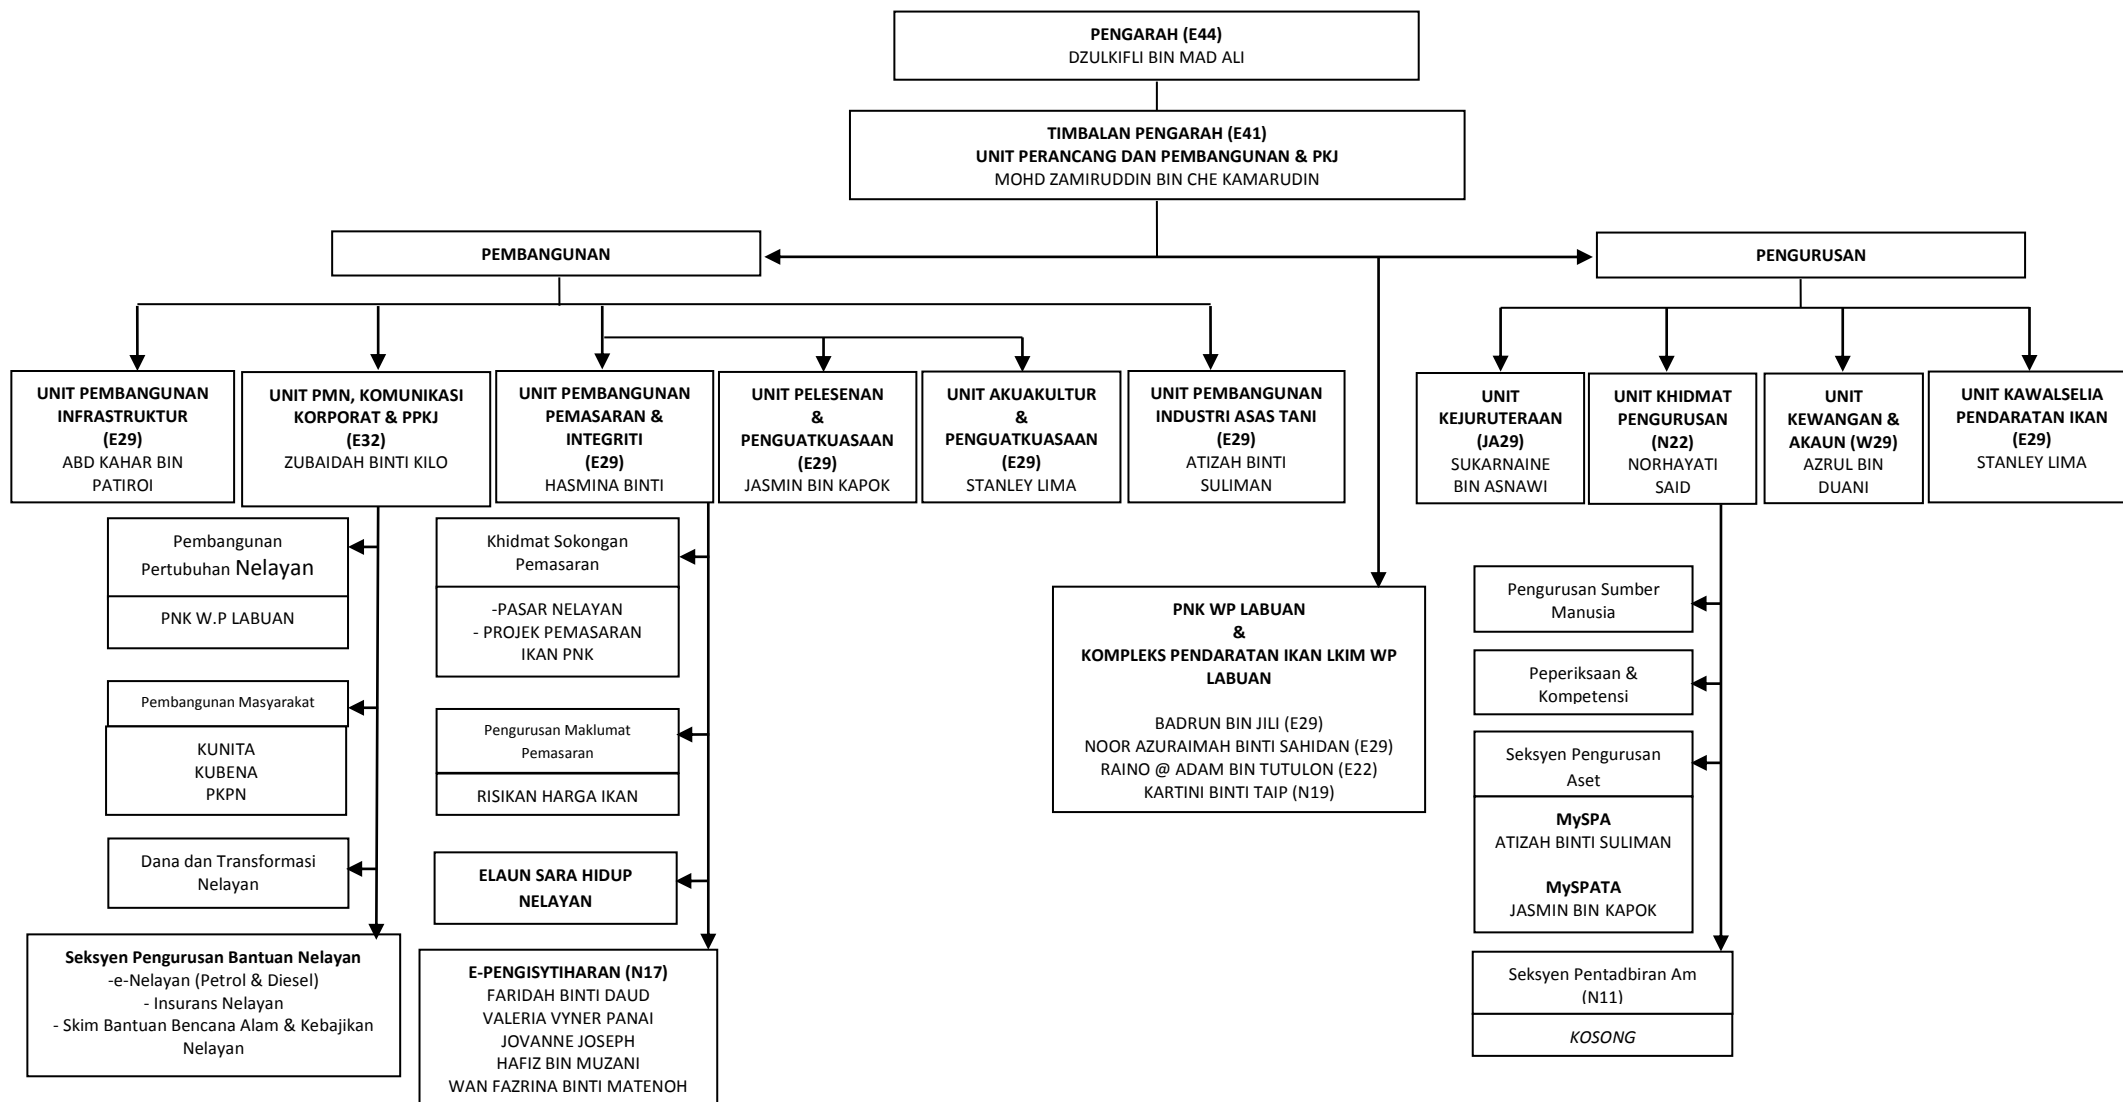 PENGARAH (E44)
DZULKIFLI BIN MAD ALI
TIMBALAN PENGARAH (E41)
UNIT PERANCANG DAN PEMBANGUNAN & PKJ
MOHD ZAMIRUDDIN BIN CHE KAMARUDIN
PEMBANGUNAN
PENGURUSAN
UNIT PEMBANGUNAN
INFRASTRUKTUR
(E29)
ABD KAHAR BIN
PATIROI
UNIT PMN, KOMUNIKASI
KORPORAT & PPKJ
(E32)
ZUBAIDAH BINTI KILO
UNIT PEMBANGUNAN
PEMASARAN &
INTEGRITI
(E29)
HASMINA BINTI
UNIT PELESENAN
&
PENGUATKUASAAN
(E29)
JASMIN BIN KAPOK
UNIT AKUAKULTUR
&
PENGUATKUASAAN
(E29)
STANLEY LIMA
UNIT PEMBANGUNAN
INDUSTRI ASAS TANI
(E29)
ATIZAH BINTI
SULIMAN
UNIT
KEJURUTERAAN
(JA29)
SUKARNAINE
BIN ASNAWI
UNIT KHIDMAT
PENGURUSAN
(N22)
NORHAYATI
SAID
UNIT
KEWANGAN &
AKAUN (W29)
AZRUL BIN
DUANI
UNIT KAWALSELIA
PENDARATAN IKAN
(E29)
STANLEY LIMA
Pembangunan
Pertubuhan Nelayan
PNK W.P LABUAN
Pembangunan Masyarakat
KUNITA
KUBENA
PKPN
Dana dan Transformasi
Nelayan
Seksyen Pengurusan Bantuan Nelayan
-e-Nelayan (Petrol & Diesel)
- Insurans Nelayan
- Skim Bantuan Bencana Alam & Kebajikan
Nelayan
Khidmat Sokongan
Pemasaran
-PASAR NELAYAN
- PROJEK PEMASARAN
IKAN PNK
Pengurusan Maklumat
Pemasaran
RISIKAN HARGA IKAN
ELAUN SARA HIDUP
NELAYAN
E-PENGISYTIHARAN (N17)
FARIDAH BINTI DAUD
VALERIA VYNER PANAI
JOVANNE JOSEPH
HAFIZ BIN MUZANI
WAN FAZRINA BINTI MATENOH
PNK WP LABUAN
&
KOMPLEKS PENDARATAN IKAN LKIM WP
LABUAN
BADRUN BIN JILI (E29)
NOOR AZURAIMAH BINTI SAHIDAN (E29)
RAINO @ ADAM BIN TUTULON (E22)
KARTINI BINTI TAIP (N19)
Pengurusan Sumber
Manusia
Peperiksaan &
Kompetensi
Seksyen Pengurusan
Aset
MySPA
ATIZAH BINTI SULIMAN
MySPATA
JASMIN BIN KAPOK
Seksyen Pentadbiran Am
(N11)
KOSONG